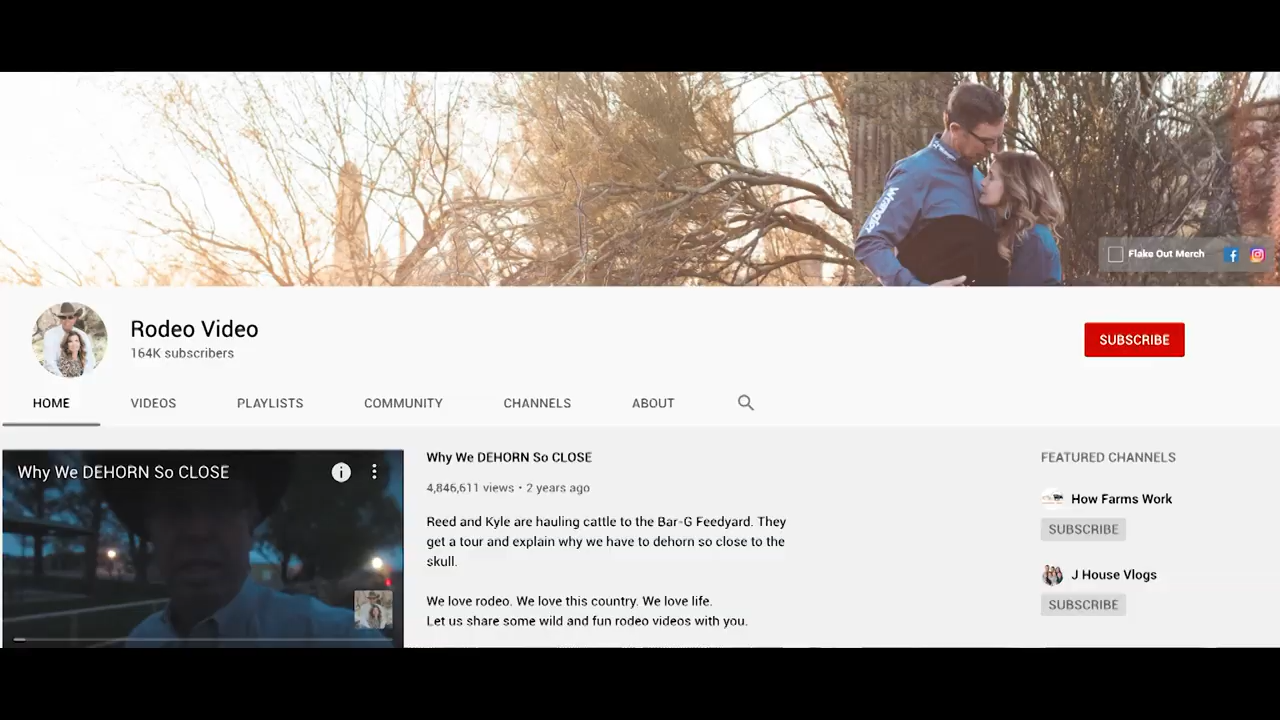 Wrangler
Flake Out Merch
Rodeo Video
164K subscribers
SUBSCRIBE
HOME
VIDEOS
PLAYLISTS
COMMUNITY
CHANNELS
ABOUT
Why We DEHORN So CLOSE
Why We DEHORN So CLOSE
4,846,611 views • 2 years ago
Reed and Kyle are hauling cattle to the Bar-G Feedyard. They
get a tour and explain why we have to dehorn so close to the
skull.
We love rodeo. We love this country. We love life.
Let us share some wild and fun rodeo videos with you.
FEATURED CHANNELS
How Farms Work
SUBSCRIBE
J House Vlogs
SUBSCRIBE